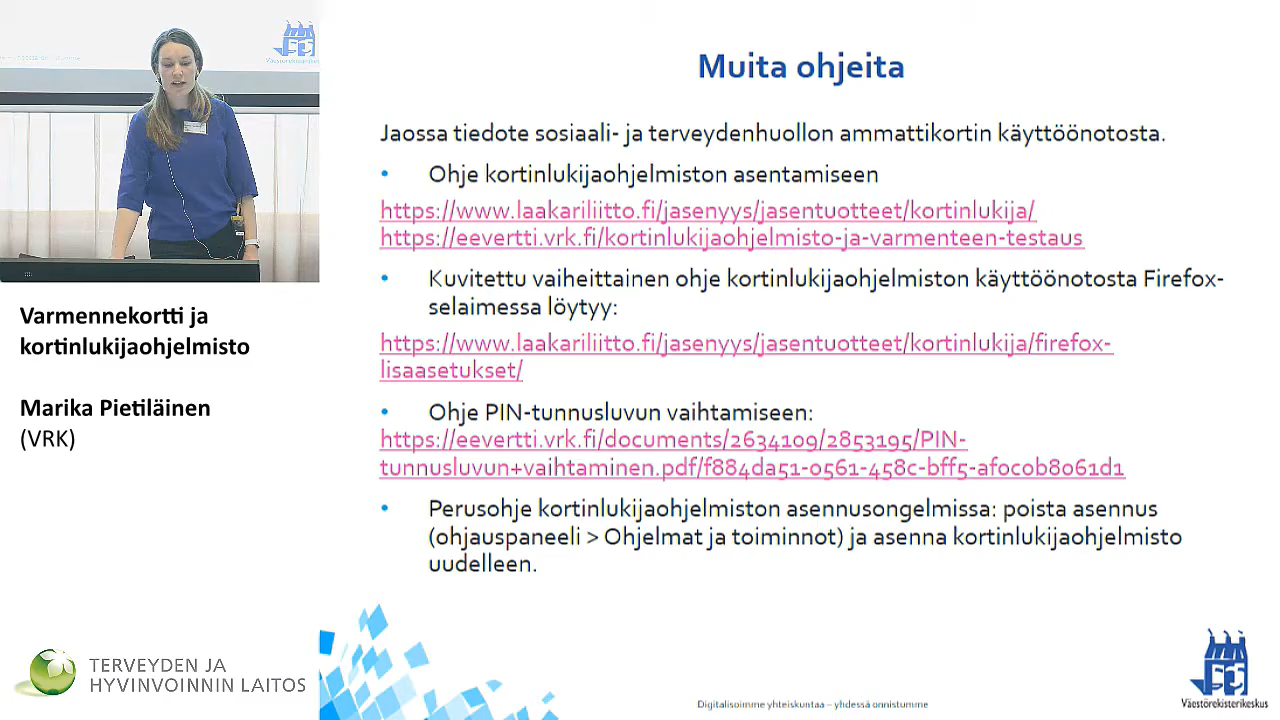 Väestörekisterikeskus
Muita ohjeita
Jaossa tiedote sosiaali- ja terveydenhuollon ammattikortin käyttöönotosta.
• Ohje kortinlukijaohjelmiston asentamiseen
https://www.laakariliitto.fi/jasenyys/jasentuotteet/kortinlukija/
https://eevertti.vrk.fi/kortinlukijaohjelmisto-ja-varmenteen-testaus
• Kuvitettu vaiheittainen ohje kortinlukijaohjelmiston käyttöönotosta Firefox-
selaimessa löytyy:
https://www.laakariliitto.fi/jasenyys/jasentuotteet/kortinlukija/firefox-
lisaasetukset/
• Ohje PIN-tunnusluvun vaihtamiseen:
https://eevertti.vrk.fi/documents/2634109/2853195/PIN-
tunnusluvun+vaihtaminen.pdf/f884da51-0561-458c-bff5-af0c0b8061d1
• Perusohje kortinlukijaohjelmiston asennusongelmissa: poista asennus
(ohjauspaneeli > Ohjelmat ja toiminnot) ja asenna kortinlukijaohjelmisto
uudelleen.
Varmennekortti ja
kortinlukijaohjelmisto
Marika Pietiläinen
(VRK)
TERVEYDEN JA
HYVINVOINNIN LAITOS
Digitalisoimme yhteiskuntaa – yhdessä onnistumme
Väestörekisterikeskus